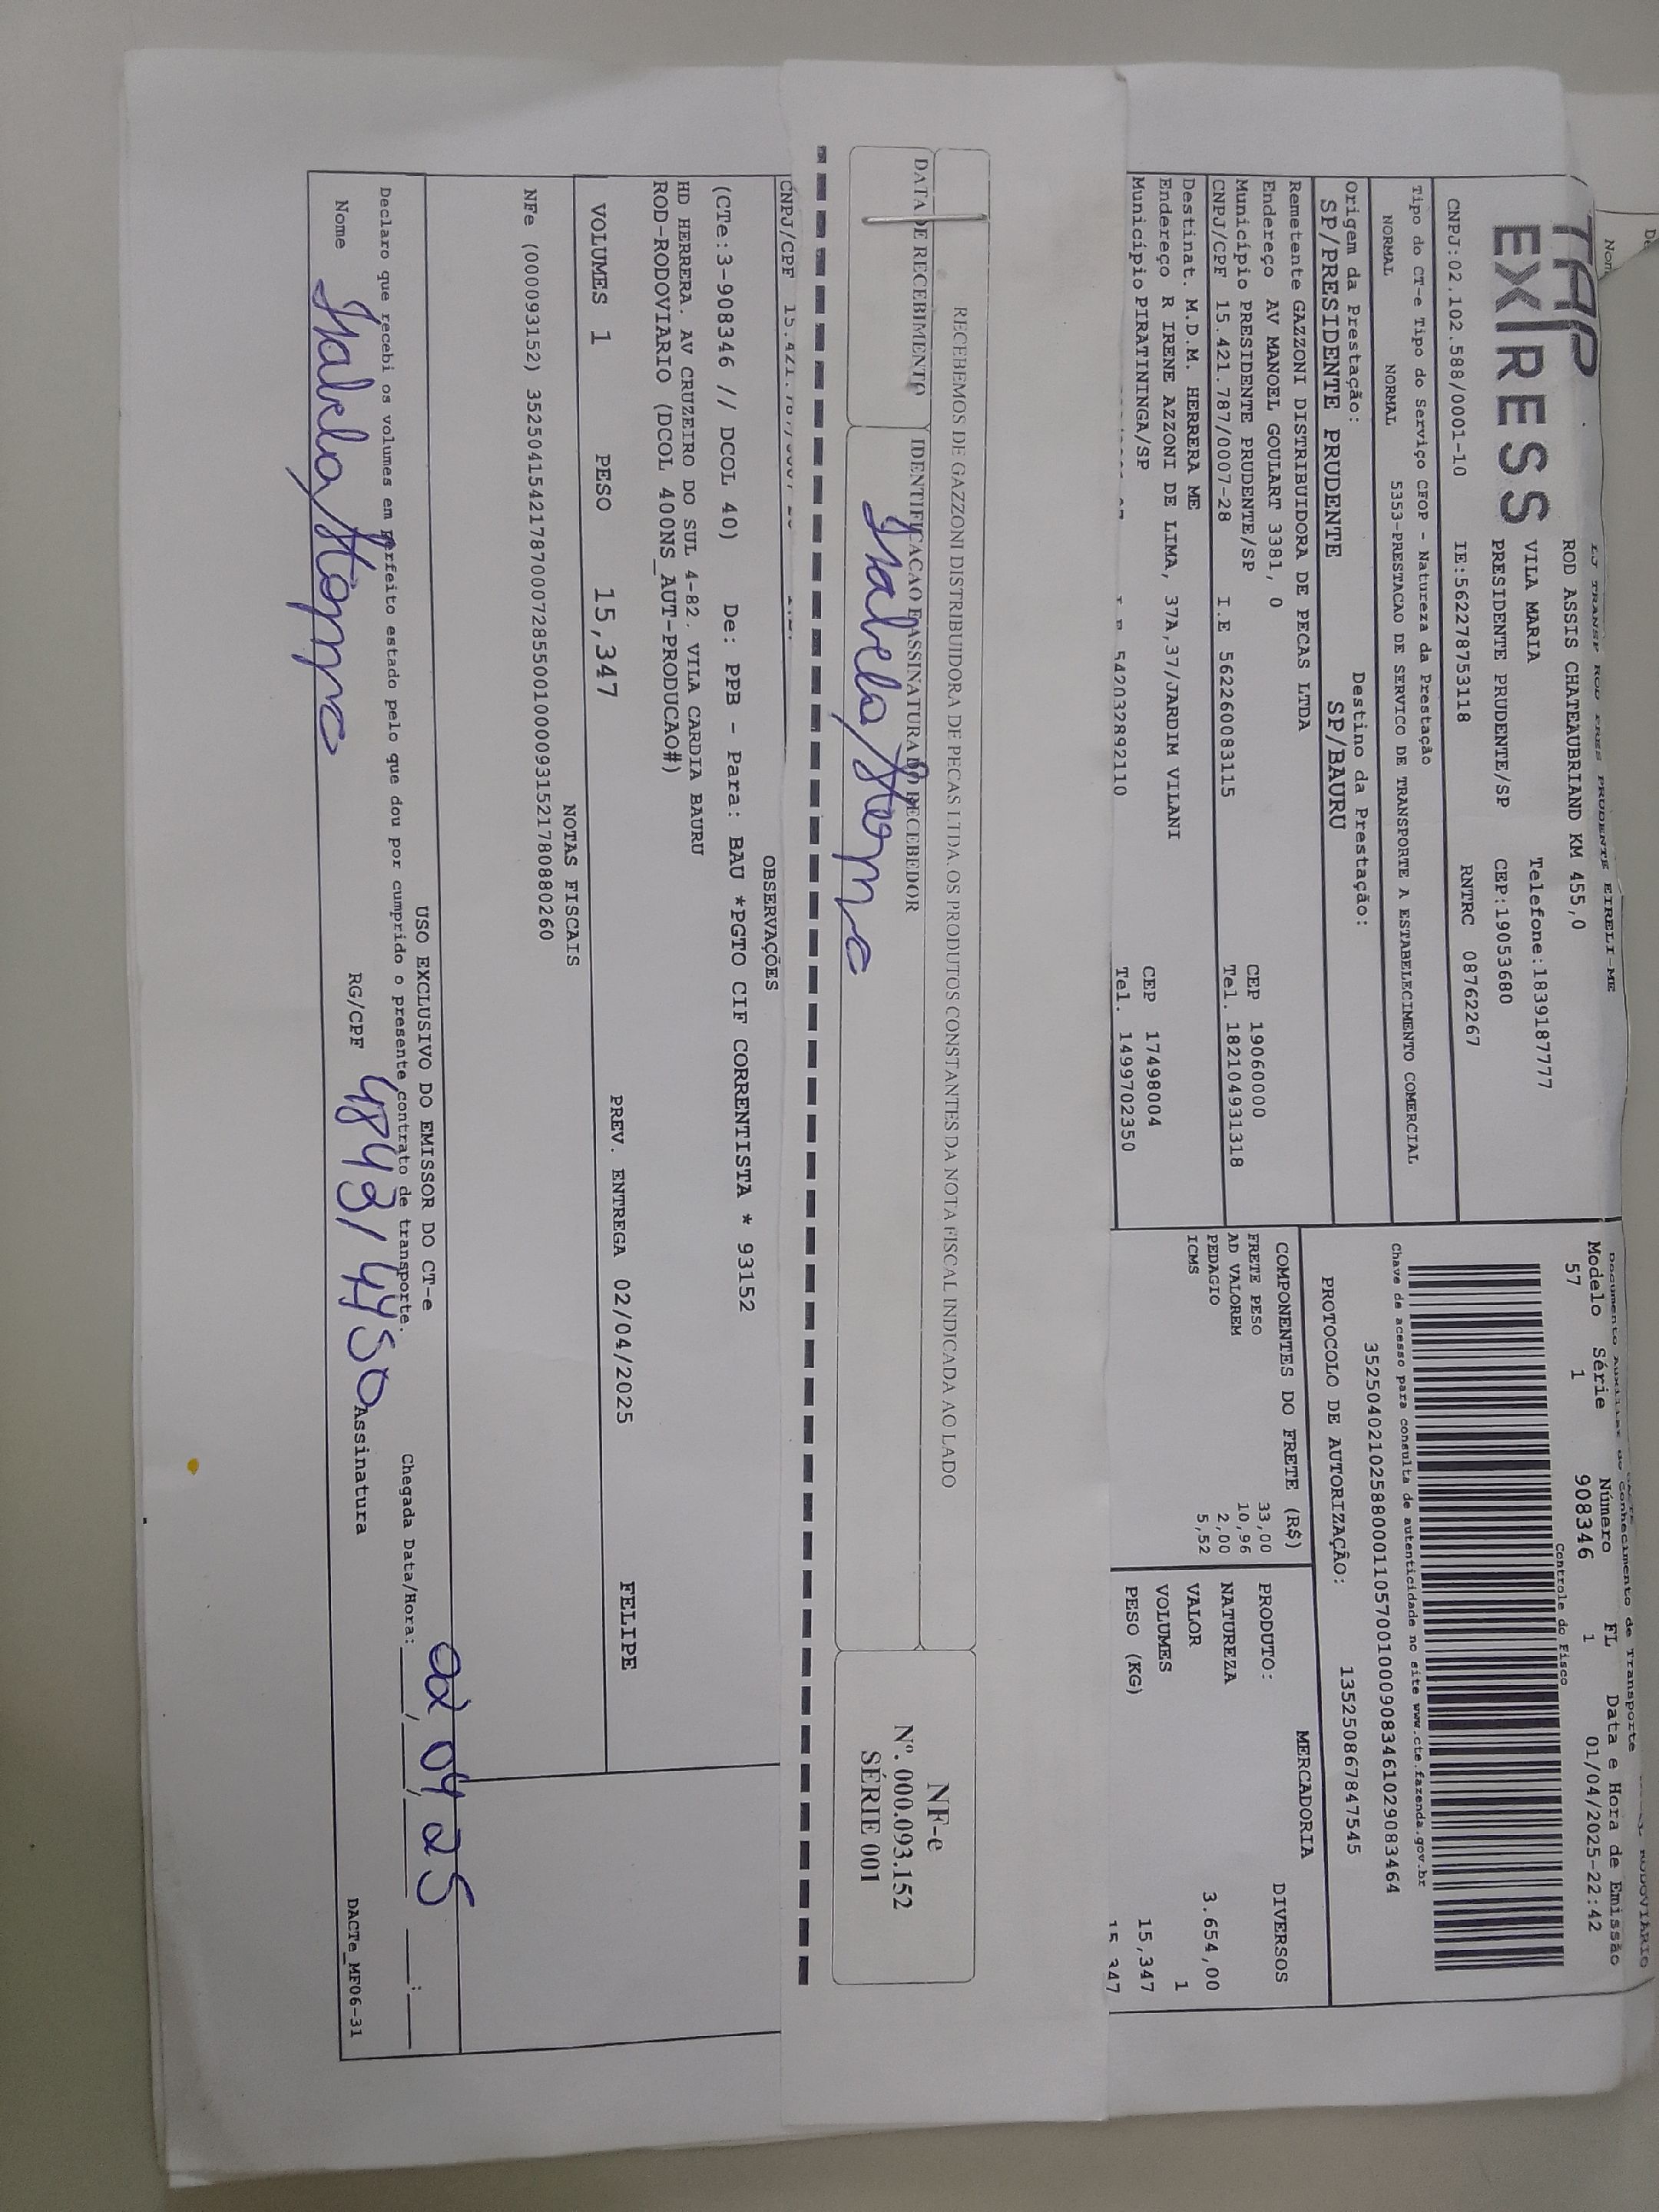 TAP
EXPRESS
ROD ASSIS CHATEAUBRIAND KM 455,0
VILA MARIA Telefone:1839187777
PRESIDENTE PRUDENTE/SP CEP:19053680
CNPJ:02.102.588/0001-10 IE:562278753118 RNTRC 08762267
Tipo do CT-e Tipo do Serviço CFOP - Natureza da Prestação
NORMAL NORMAL 5353-PRESTACAO DE SERVICO DE TRANSPORTE A ESTABELECIMENTO COMERCIAL
Origem da Prestação: Destino da Prestação:
SP/PRESIDENTE PRUDENTE SP/BAURU
Remetente GAZZONI DISTRIBUIDORA DE PECAS LTDA
Endereço AV MANOEL GOULART 3381, 0
Município PRESIDENTE PRUDENTE/SP CEP 19060000
CNPJ/CPF 15.421.787/0007-28 I.E 562260083115 Tel. 182104931318
Destinat. M.D.M. HERRERA ME
Endereço R IRENE AZZONI DE LIMA, 37A,37/JARDIM VILANI
Município PIRATININGA/SP CEP 17498004
542032892110 Tel. 1499702350
Modelo Série Número FL Data e Hora de Emissão
57 1 908346 1 01/04/2025-22:42
Controle do Fisco
Chave de acesso para consulta de autenticidade no site www.cte.fazenda.gov.br
35250402102588000110570010009083461029083464
PROTOCOLO DE AUTORIZAÇÃO: 135250867847545
COMPONENTES DO FRETE (R$)
FRETE PESO 33,00
AD VALOREM 10,96
PEDAGIO 2,00
ICMS 5,52
MERCADORIA
PRODUTO: DIVERSOS
NATUREZA
VALOR 3.654,00
VOLUMES 1
PESO (KG) 15,347
RECEBEMOS DE GAZZONI DISTRIBUIDORA DE PECAS LTDA. OS PRODUTOS CONSTANTES DA NOTA FISCAL INDICADA AO LADO
DATA DE RECEBIMENTO IDENTIFICACAO E ASSINATURA DO RECEBEDOR
Isabela
NF-e
Nº. 000.093.152
SÉRIE 001
CNPJ/CPF
OBSERVAÇÕES
(CTe:3-908346 // DCOL 40) De: PPB - Para: BAU *PGTO CIF CORRENTISTA * 93152
HD HERRERA. AV CRUZEIRO DO SUL 4-82. VILA CARDIA BAURU
ROD-RODOVIARIO (DCOL 400NS_AUT-PRODUCAO#)
VOLUMES 1 PESO 15,347 PREV. ENTREGA 02/04/2025 FELIPE
NOTAS FISCAIS
NFe (000093152) 35250415421787000728550010000931521780880260
USO EXCLUSIVO DO EMISSOR DO CT-e
Declaro que recebi os volumes em perfeito estado pelo que dou por cumprido o presente contrato de transporte.
Chegada Data/Hora: 02 04 25
Nome Isabela RG/CPF Assinatura
DACTe_MF06-31